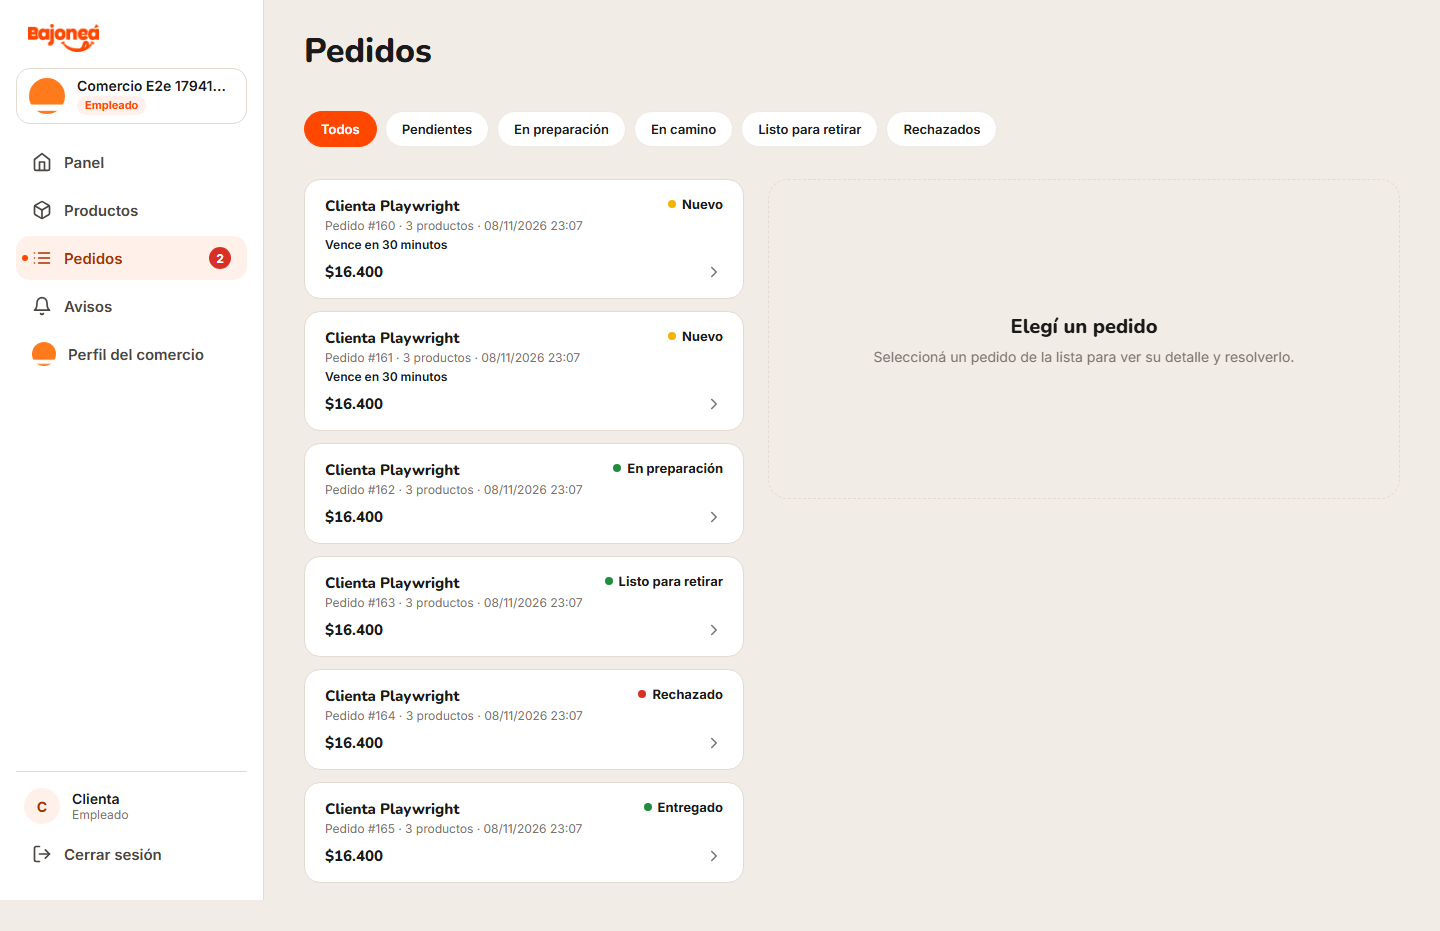 Bajoneá
Comercio E2e 17941...
Empleado
Panel
Productos
Pedidos
2
Avisos
Perfil del comercio
C
Clienta
Empleado
Cerrar sesión
Pedidos
Todos
Pendientes
En preparación
En camino
Listo para retirar
Rechazados
Clienta Playwright
Nuevo
Pedido #160 · 3 productos · 08/11/2026 23:07
Vence en 30 minutos
$16.400
Clienta Playwright
Nuevo
Pedido #161 · 3 productos · 08/11/2026 23:07
Vence en 30 minutos
$16.400
Clienta Playwright
En preparación
Pedido #162 · 3 productos · 08/11/2026 23:07
$16.400
Clienta Playwright
Listo para retirar
Pedido #163 · 3 productos · 08/11/2026 23:07
$16.400
Clienta Playwright
Rechazado
Pedido #164 · 3 productos · 08/11/2026 23:07
$16.400
Clienta Playwright
Entregado
Pedido #165 · 3 productos · 08/11/2026 23:07
$16.400
Elegí un pedido
Seleccioná un pedido de la lista para ver su detalle y resolverlo.